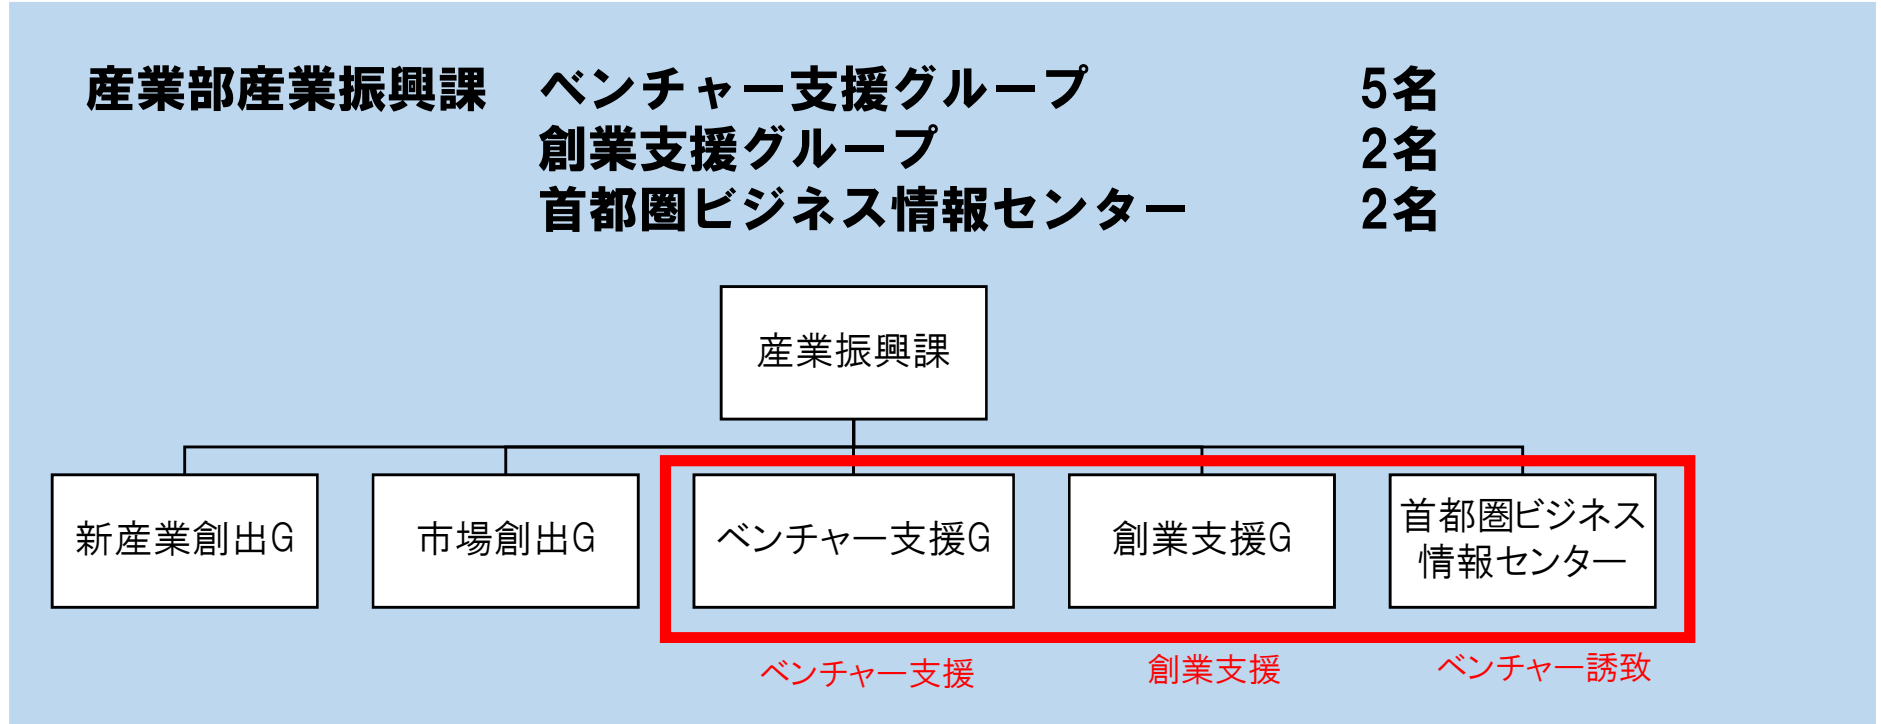 産業部産業振興課 ベンチャー支援グループ 5名
創業支援グループ 2名
首都圏ビジネス情報センター 2名
産業振興課
新産業創出G
市場創出G
ベンチャー支援G
創業支援G
首都圏ビジネス
情報センター
ベンチャー支援
創業支援
ベンチャー誘致